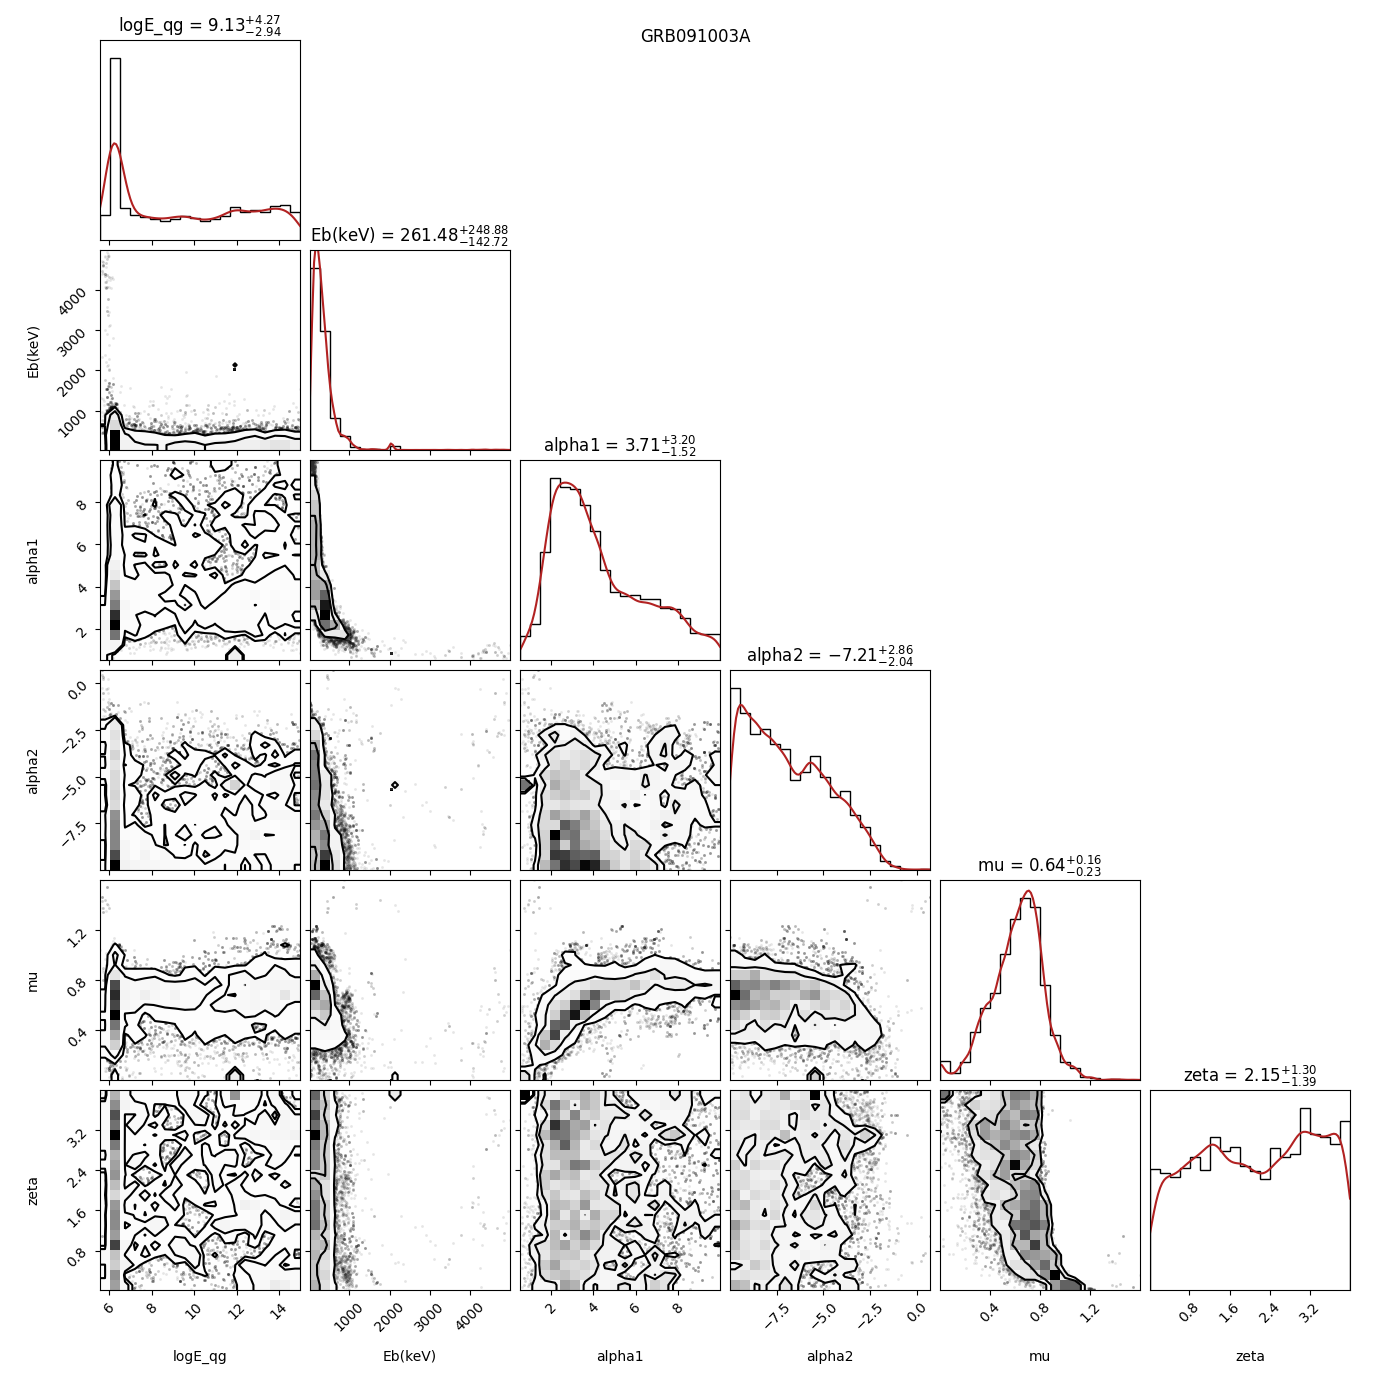 logE_qg = 9.13+4.27−2.94
GRB091003A
Eb(keV) = 261.48+248.88−142.72
4000
3000
2000
1000
Eb(keV)
alpha1 = 3.71+3.20−1.52
8
6
4
2
alpha1
alpha2 = −7.21+2.86−2.04
0.0
−2.5
−5.0
−7.5
alpha2
mu = 0.64+0.16−0.23
1.2
0.8
0.4
mu
zeta = 2.15+1.30−1.39
3.2
2.4
1.6
0.8
zeta
6 8 10 12 14 1000 2000 3000 4000 2 4 6 8 −7.5 −5.0 −2.5 0.0 0.4 0.8 1.2 0.8 1.6 2.4 3.2
logE_qg Eb(keV) alpha1 alpha2 mu zeta